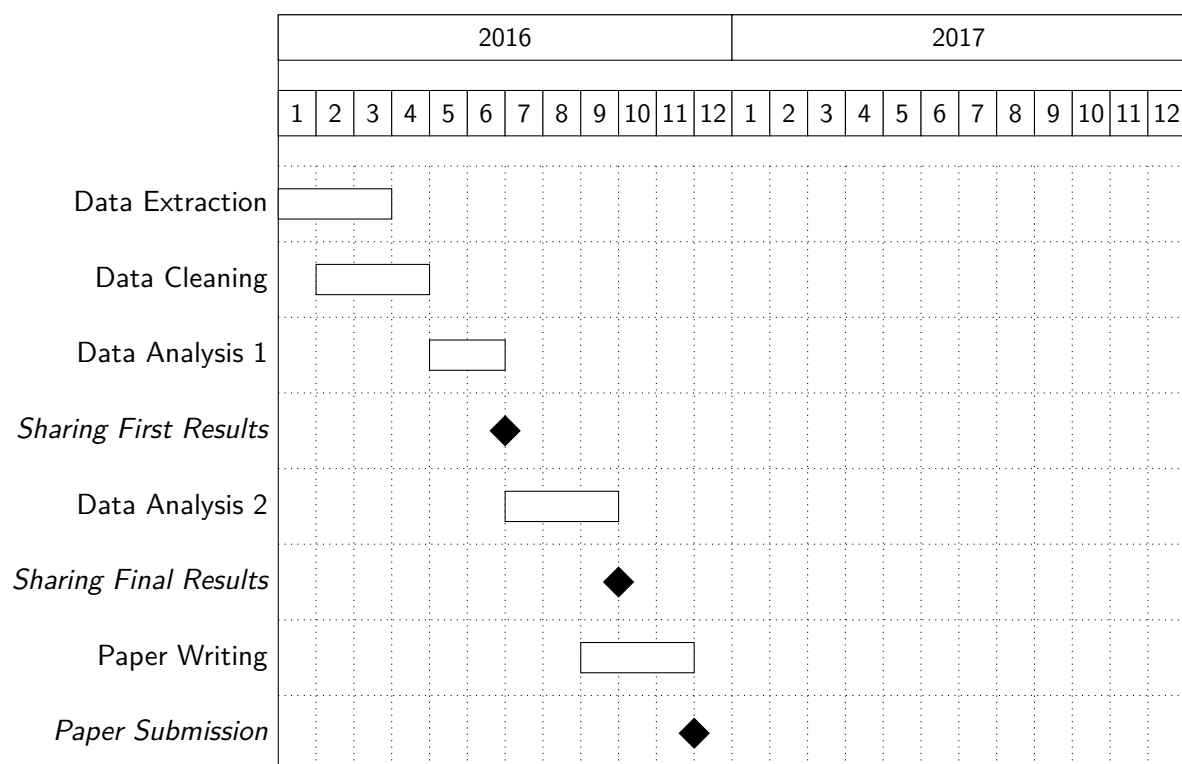 2016 2017
1 2 3 4 5 6 7 8 9 10 11 12 1 2 3 4 5 6 7 8 9 10 11 12
Data Extraction
Data Cleaning
Data Analysis 1
Sharing First Results
Data Analysis 2
Sharing Final Results
Paper Writing
Paper Submission